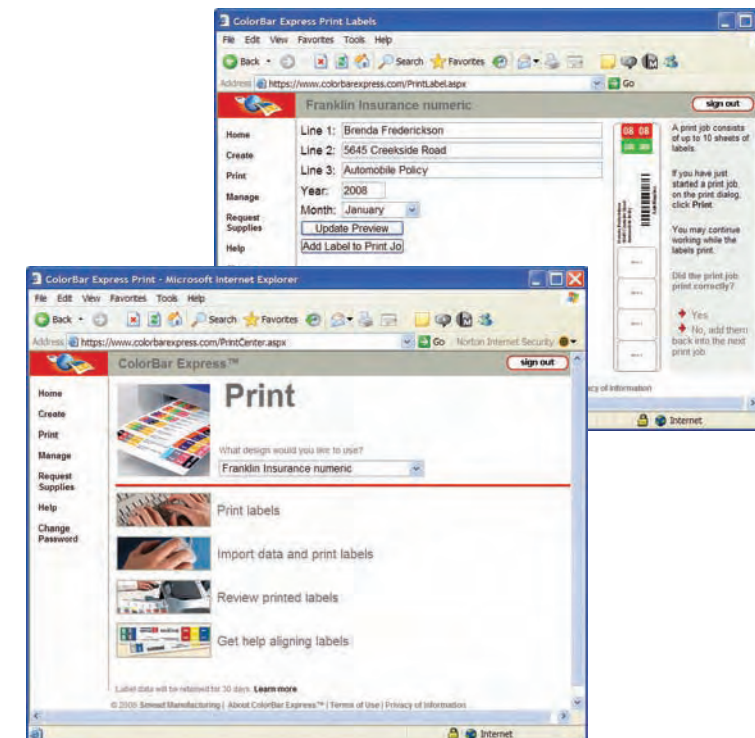 ColorBar Express Print Labels
File Edit View Favorites Tools Help
Back Search Favorites
Address https://www.colorbarexpress.com/PrintLabel.aspx Go
Franklin Insurance numeric sign out
Home
Create
Print
Manage
Request
Supplies
Help
Line 1: Brenda Frederickson
Line 2: 5645 Creekside Road
Line 3: Automobile Policy
Year: 2008
Month: January
Update Preview
Add Label to Print Jo
08 08
A print job consists
of up to 10 sheets of
labels.
If you have just
started a print job,
on the print dialog,
click Print.
You may continue
working while the
labels print.
Did the print job
print correctly?
Yes
No, add them
back into the next
print job
acy of Information
Internet
ColorBar Express Print - Microsoft Internet Explorer
File Edit View Favorites Tools Help
Back Search Favorites
Address https://www.colorbarexpress.com/PrintCenter.aspx Go Norton Internet Security
ColorBar Express™ sign out
Home
Create
Print
Manage
Request
Supplies
Help
Change
Password
Print
What design would you like to use?
Franklin Insurance numeric
Print labels
Import data and print labels
Review printed labels
Get help aligning labels
Label data will be retained for 30 days. Learn more
Smead Manufacturing | About ColorBar Express™ | Terms of Use | Privacy of Information
Internet